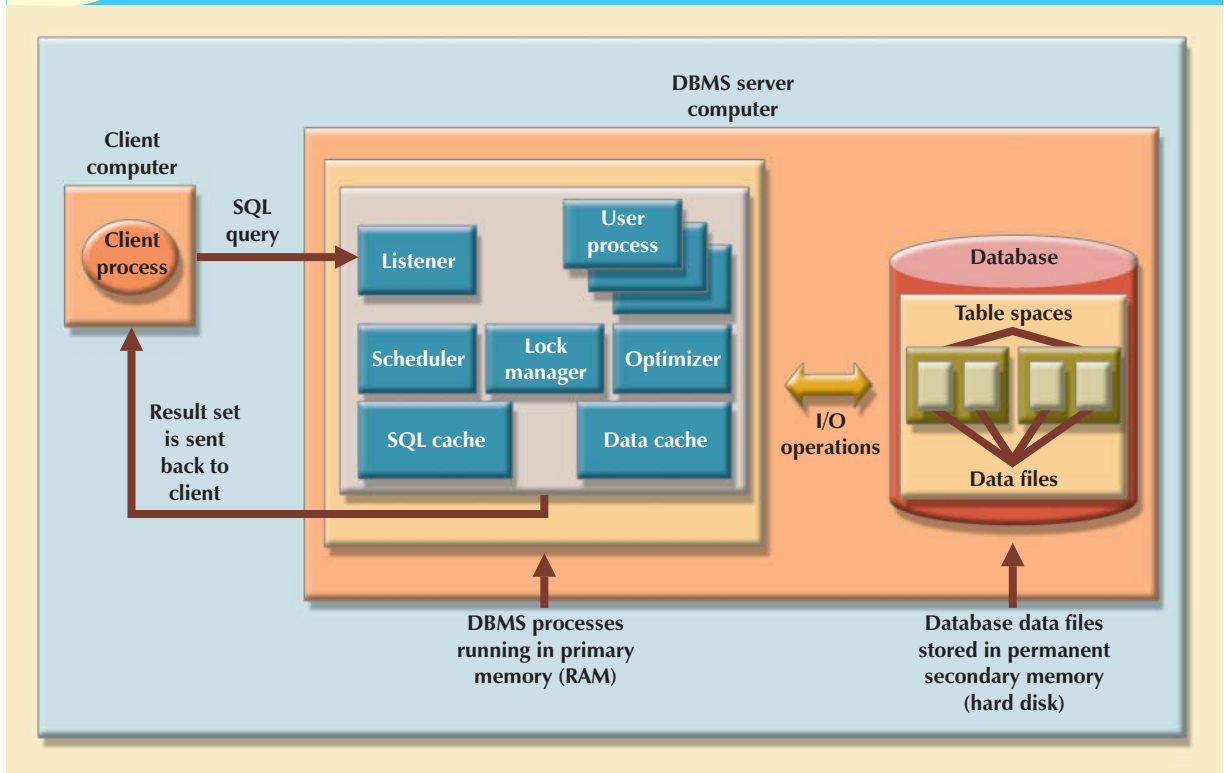 DBMS server
computer
Client
computer
SQL
query
Client
process
Listener
User
process
Scheduler
Lock
manager
Optimizer
SQL cache
Data cache
I/O
operations
Database
Table spaces
Data files
Result set
is sent
back to
client
DBMS processes
running in primary
memory (RAM)
Database data files
stored in permanent
secondary memory
(hard disk)